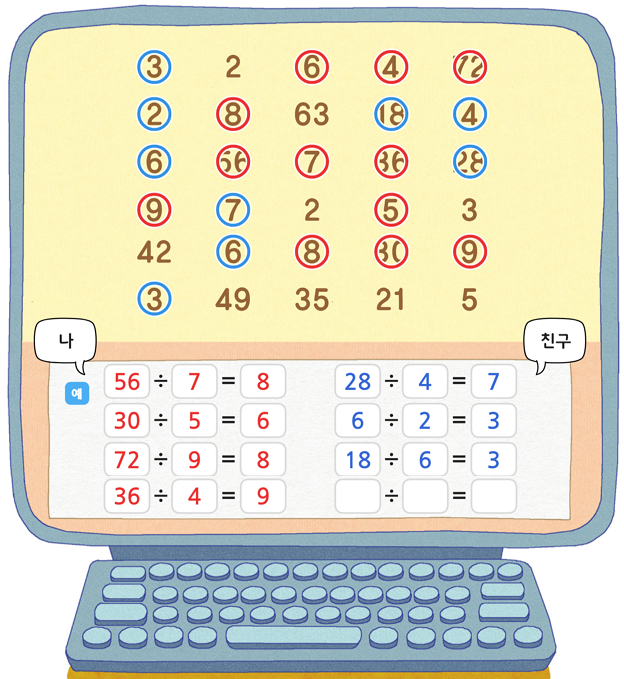 3 2 6 4 72
2 8 63 18 4
6 56 7 36 28
9 7 2 5 3
42 6 8 30 9
3 49 35 21 5
나 친구
예
56 ÷ 7 = 8 28 ÷ 4 = 7
30 ÷ 5 = 6 6 ÷ 2 = 3
72 ÷ 9 = 8 18 ÷ 6 = 3
36 ÷ 4 = 9 ÷ =